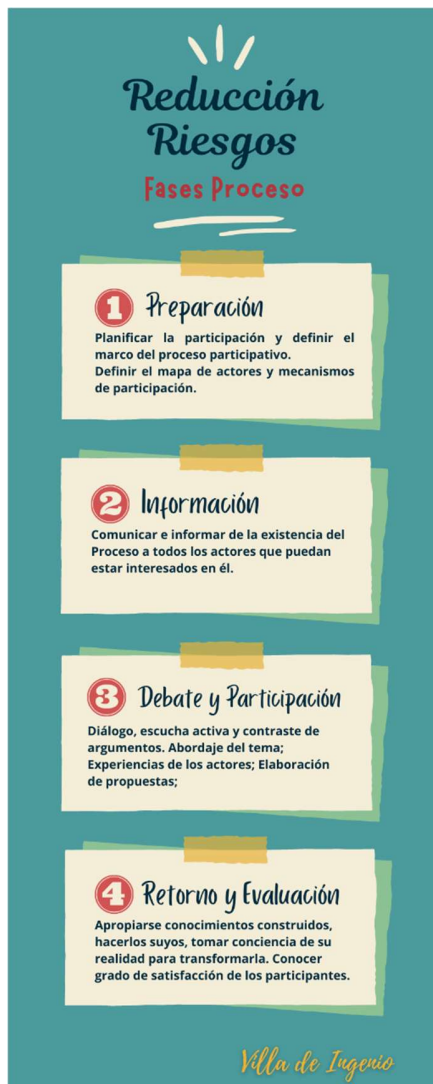 Reducción
Riesgos
Fases Proceso
1 Preparación
Planificar la participación y definir el
marco del proceso participativo.
Definir el mapa de actores y mecanismos
de participación.
2 Información
Comunicar e informar de la existencia del
Proceso a todos los actores que puedan
estar interesados en él.
3 Debate y Participación
Diálogo, escucha activa y contraste de
argumentos. Abordaje del tema;
Experiencias de los actores; Elaboración
de propuestas;
4 Retorno y Evaluación
Apropiarse conocimientos construidos,
hacerlos suyos, tomar conciencia de su
realidad para transformarla. Conocer
grado de satisfacción de los participantes.
Villa de Ingenio